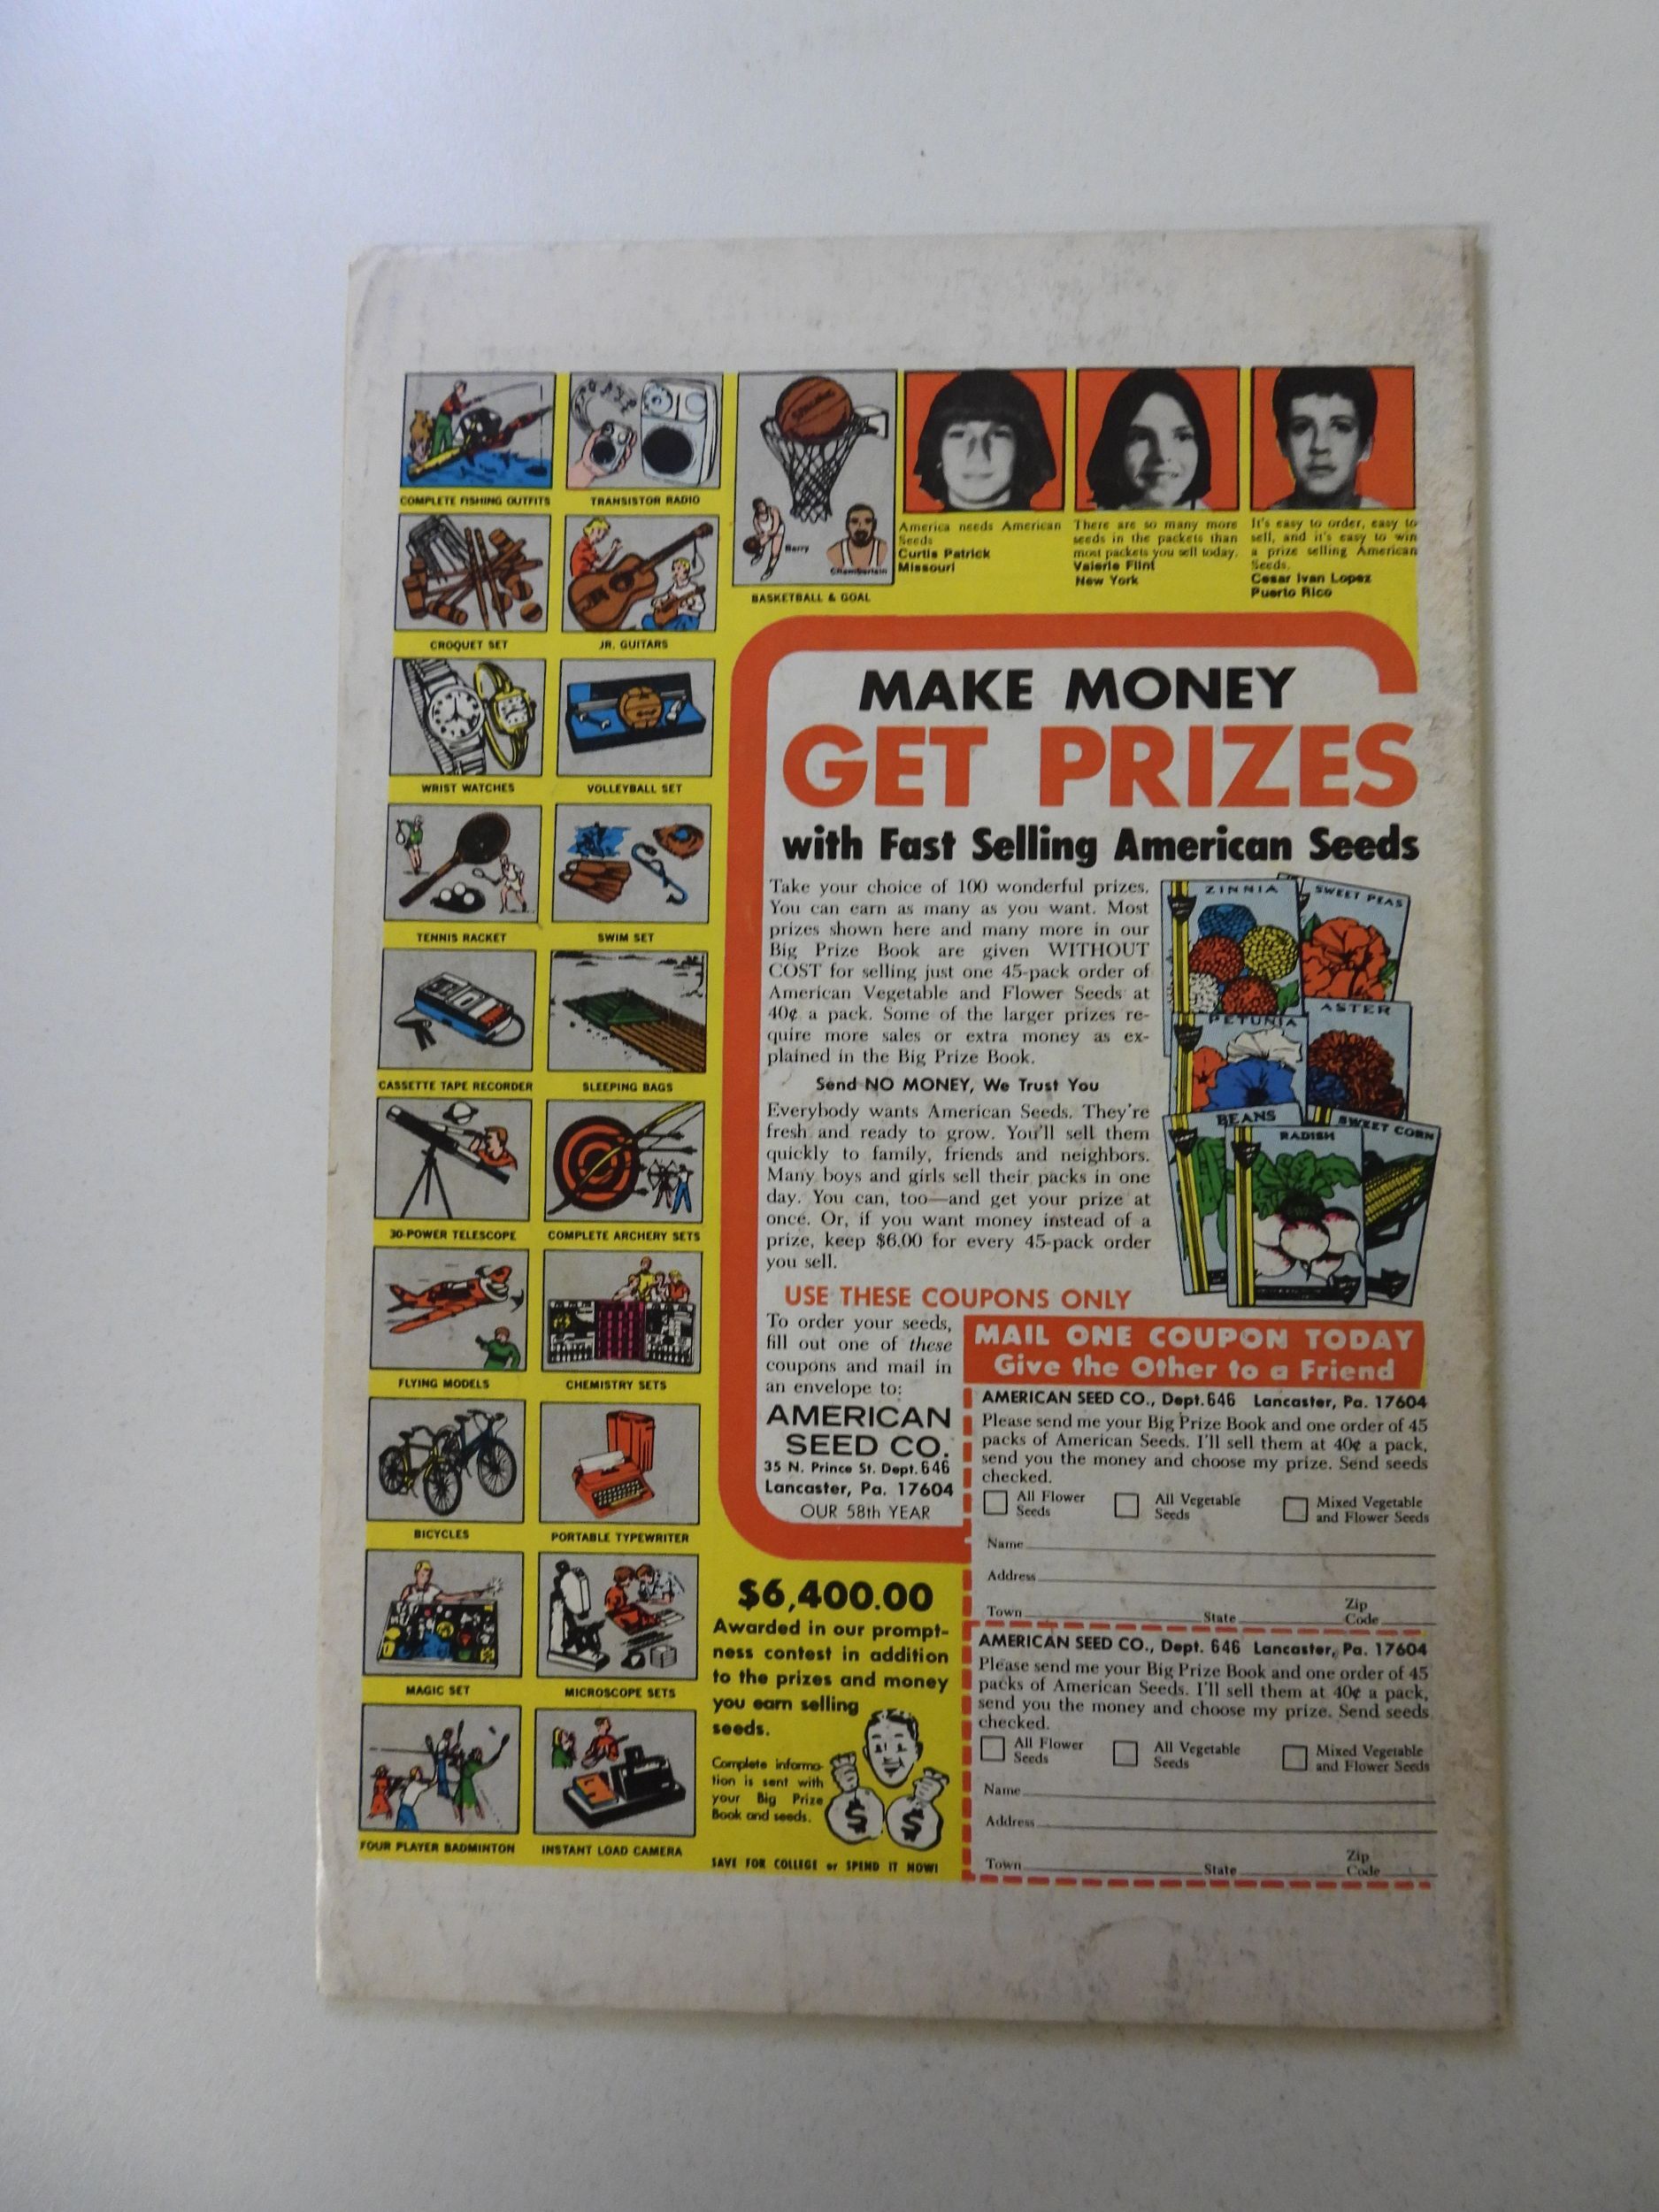 COMPLETE FISHING OUTFITS
TRANSISTOR RADIO
SPALDING
Barry
Chamberlain
BASKETBALL & GOAL
America needs American
Seeds
Curtis Patrick
Missouri
There are so many more
seeds in the packets than
most packets you sell today.
Valerie Flint
New York
It's easy to order, easy to
sell, and it's easy to win
a prize selling American
Seeds.
Cesar Ivan Lopez
Puerto Rico
CROQUET SET
JR. GUITARS
WRIST WATCHES
VOLLEYBALL SET
TENNIS RACKET
SWIM SET
CASSETTE TAPE RECORDER
SLEEPING BAGS
30-POWER TELESCOPE
COMPLETE ARCHERY SETS
FLYING MODELS
CHEMISTRY SETS
BICYCLES
PORTABLE TYPEWRITER
MAGIC SET
MICROSCOPE SETS
FOUR PLAYER BADMINTON
INSTANT LOAD CAMERA
MAKE MONEY
GET PRIZES
with Fast Selling American Seeds
Take your choice of 100 wonderful prizes.
You can earn as many as you want. Most
prizes shown here and many more in our
Big Prize Book are given WITHOUT
COST for selling just one 45-pack order of
American Vegetable and Flower Seeds at
40¢ a pack. Some of the larger prizes re-
quire more sales or extra money as ex-
plained in the Big Prize Book.
Send NO MONEY, We Trust You
Everybody wants American Seeds. They're
fresh and ready to grow. You'll sell them
quickly to family, friends and neighbors.
Many boys and girls sell their packs in one
day. You can, too—and get your prize at
once. Or, if you want money instead of a
prize, keep $6.00 for every 45-pack order
you sell.
ZINNIA
SWEET PEAS
PETUNIA
ASTER
BEANS
RADISH
SWEET CORN
USE THESE COUPONS ONLY
To order your seeds,
fill out one of these
coupons and mail in
an envelope to:
AMERICAN
SEED CO.
35 N. Prince St. Dept. 646
Lancaster, Pa. 17604
OUR 58th YEAR
MAIL ONE COUPON TODAY
Give the Other to a Friend
AMERICAN SEED CO., Dept. 646 Lancaster, Pa. 17604
Please send me your Big Prize Book and one order of 45
packs of American Seeds. I'll sell them at 40¢ a pack,
send you the money and choose my prize. Send seeds
checked.
All Flower
Seeds
All Vegetable
Seeds
Mixed Vegetable
and Flower Seeds
Name
Address
Town State Zip
Code
AMERICAN SEED CO., Dept. 646 Lancaster, Pa. 17604
Please send me your Big Prize Book and one order of 45
packs of American Seeds. I'll sell them at 40¢ a pack,
send you the money and choose my prize. Send seeds
checked.
All Flower
Seeds
All Vegetable
Seeds
Mixed Vegetable
and Flower Seeds
Name
Address
Town State Zip
Code
$6,400.00
Awarded in our prompt-
ness contest in addition
to the prizes and money
you earn selling
seeds.
Complete informa-
tion is sent with
your Big Prize
Book and seeds.
$ $
SAVE FOR COLLEGE or SPEND IT NOW!